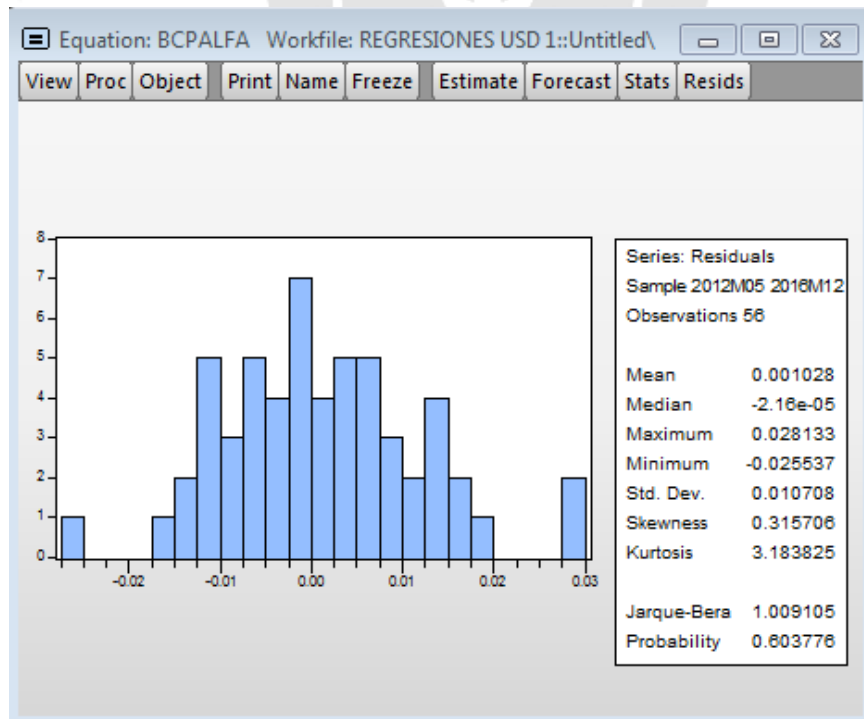 Equation: BCPALFA Workfile: REGRESIONES USD 1::Untitled\
View Proc Object Print Name Freeze Estimate Forecast Stats Resids
8
7
6
5
4
3
2
1
0
-0.02 -0.01 0.00 0.01 0.02 0.03
Series: Residuals
Sample 2012M05 2016M12
Observations 56
Mean 0.001028
Median -2.16e-05
Maximum 0.028133
Minimum -0.025537
Std. Dev. 0.010708
Skewness 0.315706
Kurtosis 3.183825
Jarque-Bera 1.009105
Probability 0.603776